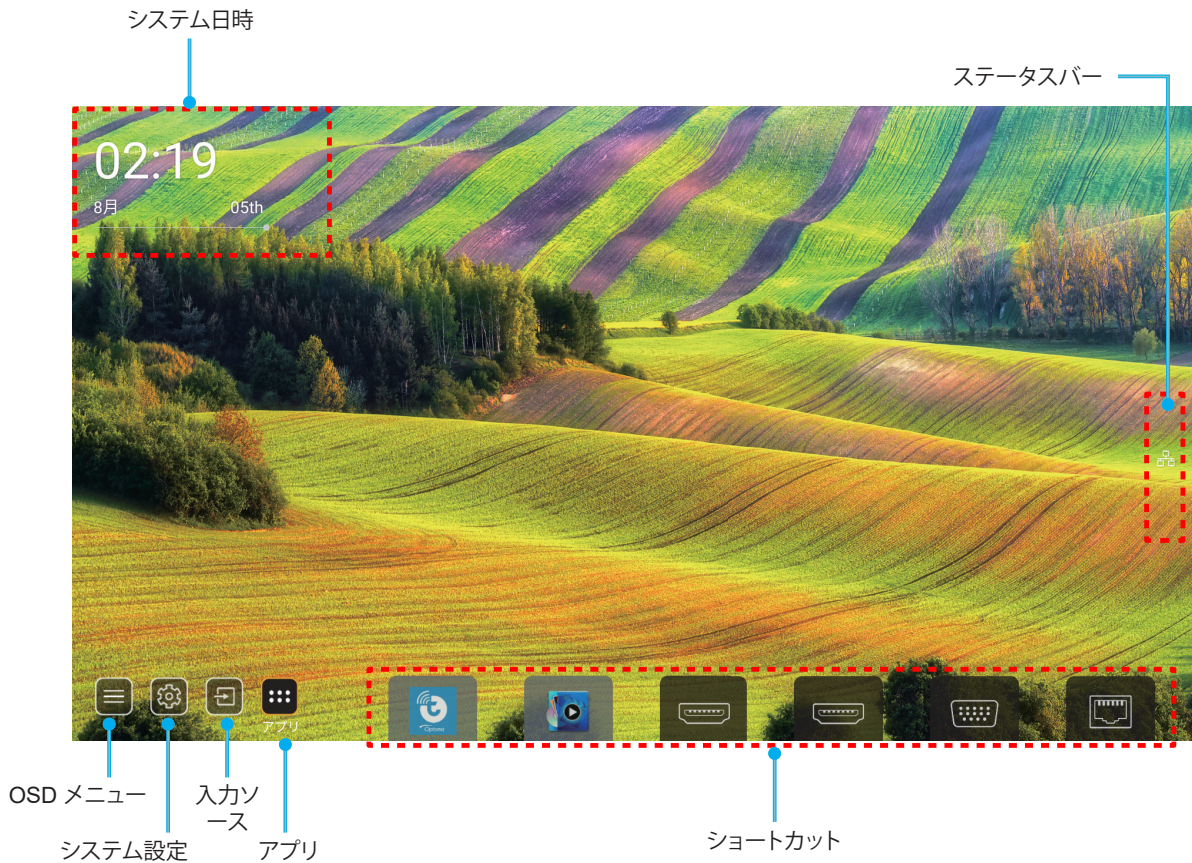 システム日時
ステータスバー
02:19
8月 05th
アプリ
Optoma
OSD メニュー
入力ソ
ース
システム設定
アプリ
ショートカット